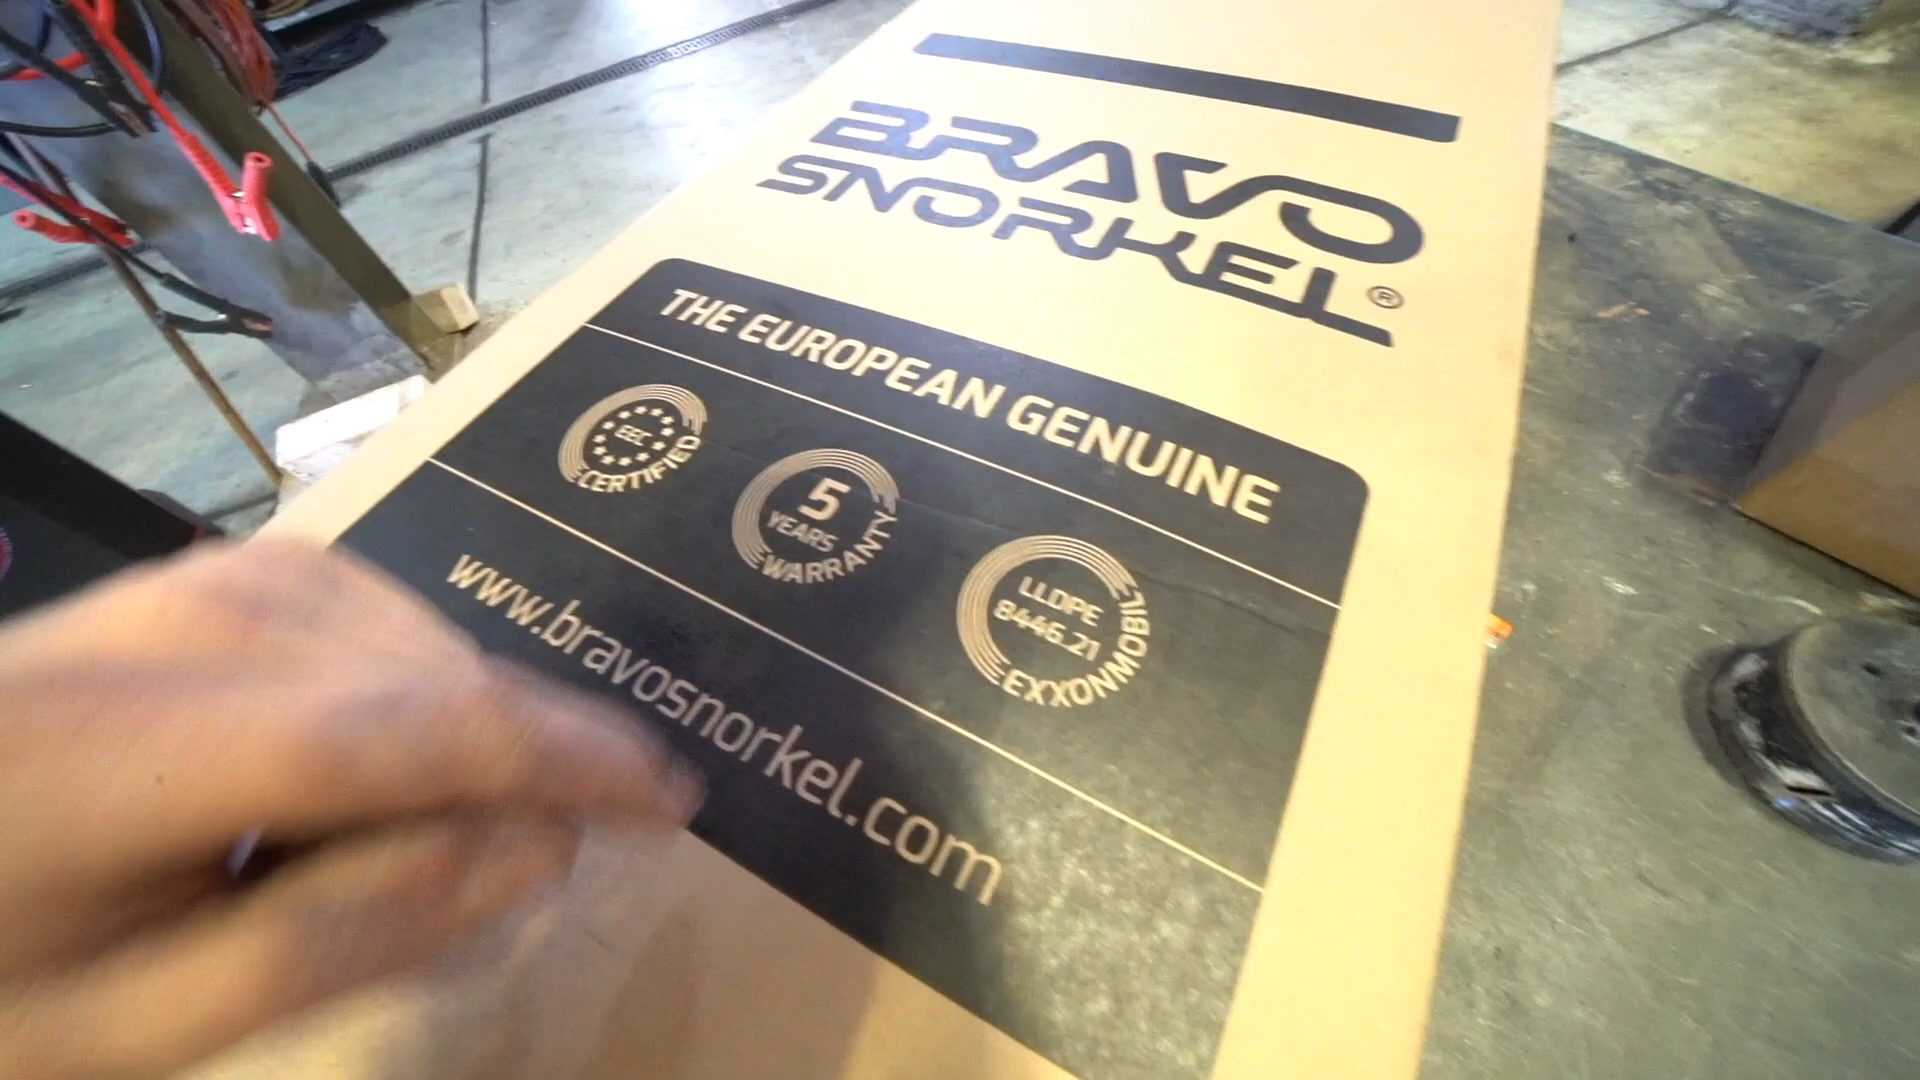 BRAVO
SNORKEL®
THE EUROPEAN GENUINE
EEC
CERTIFIED
5
YEARS
WARRANTY
LLDPE
8446.21
EXXONMOBIL
www.bravosnorkel.com